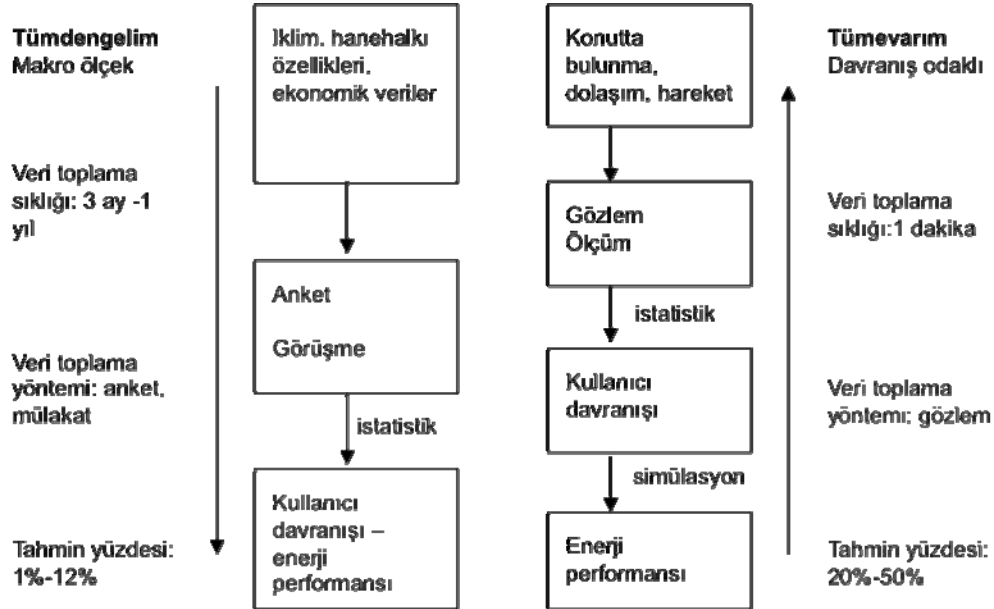 Tümdengelim
Makro ölçek
Veri toplama
sıklığı: 3 ay -1
yıl
Veri toplama
yöntemi: anket,
mülakat
Tahmin yüzdesi:
1%-12%
Iklim. hanehalkı
özellikleri,
ekonomik veriler
Anket
Görüşme
istatistik
Kullanıcı
davranışı –
enerji
performansı
Konutta
bulunma,
dolaşım, hareket
Gözlem
Ölçüm
istatistik
Kullanıcı
davranışı
simülasyon
Enerji
performansı
Tümevarım
Davranış odaklı
Veri toplama
sıklığı:1 dakika
Veri toplama
yöntemı: gözlem
Tahmin yüzdesi:
20%-50%